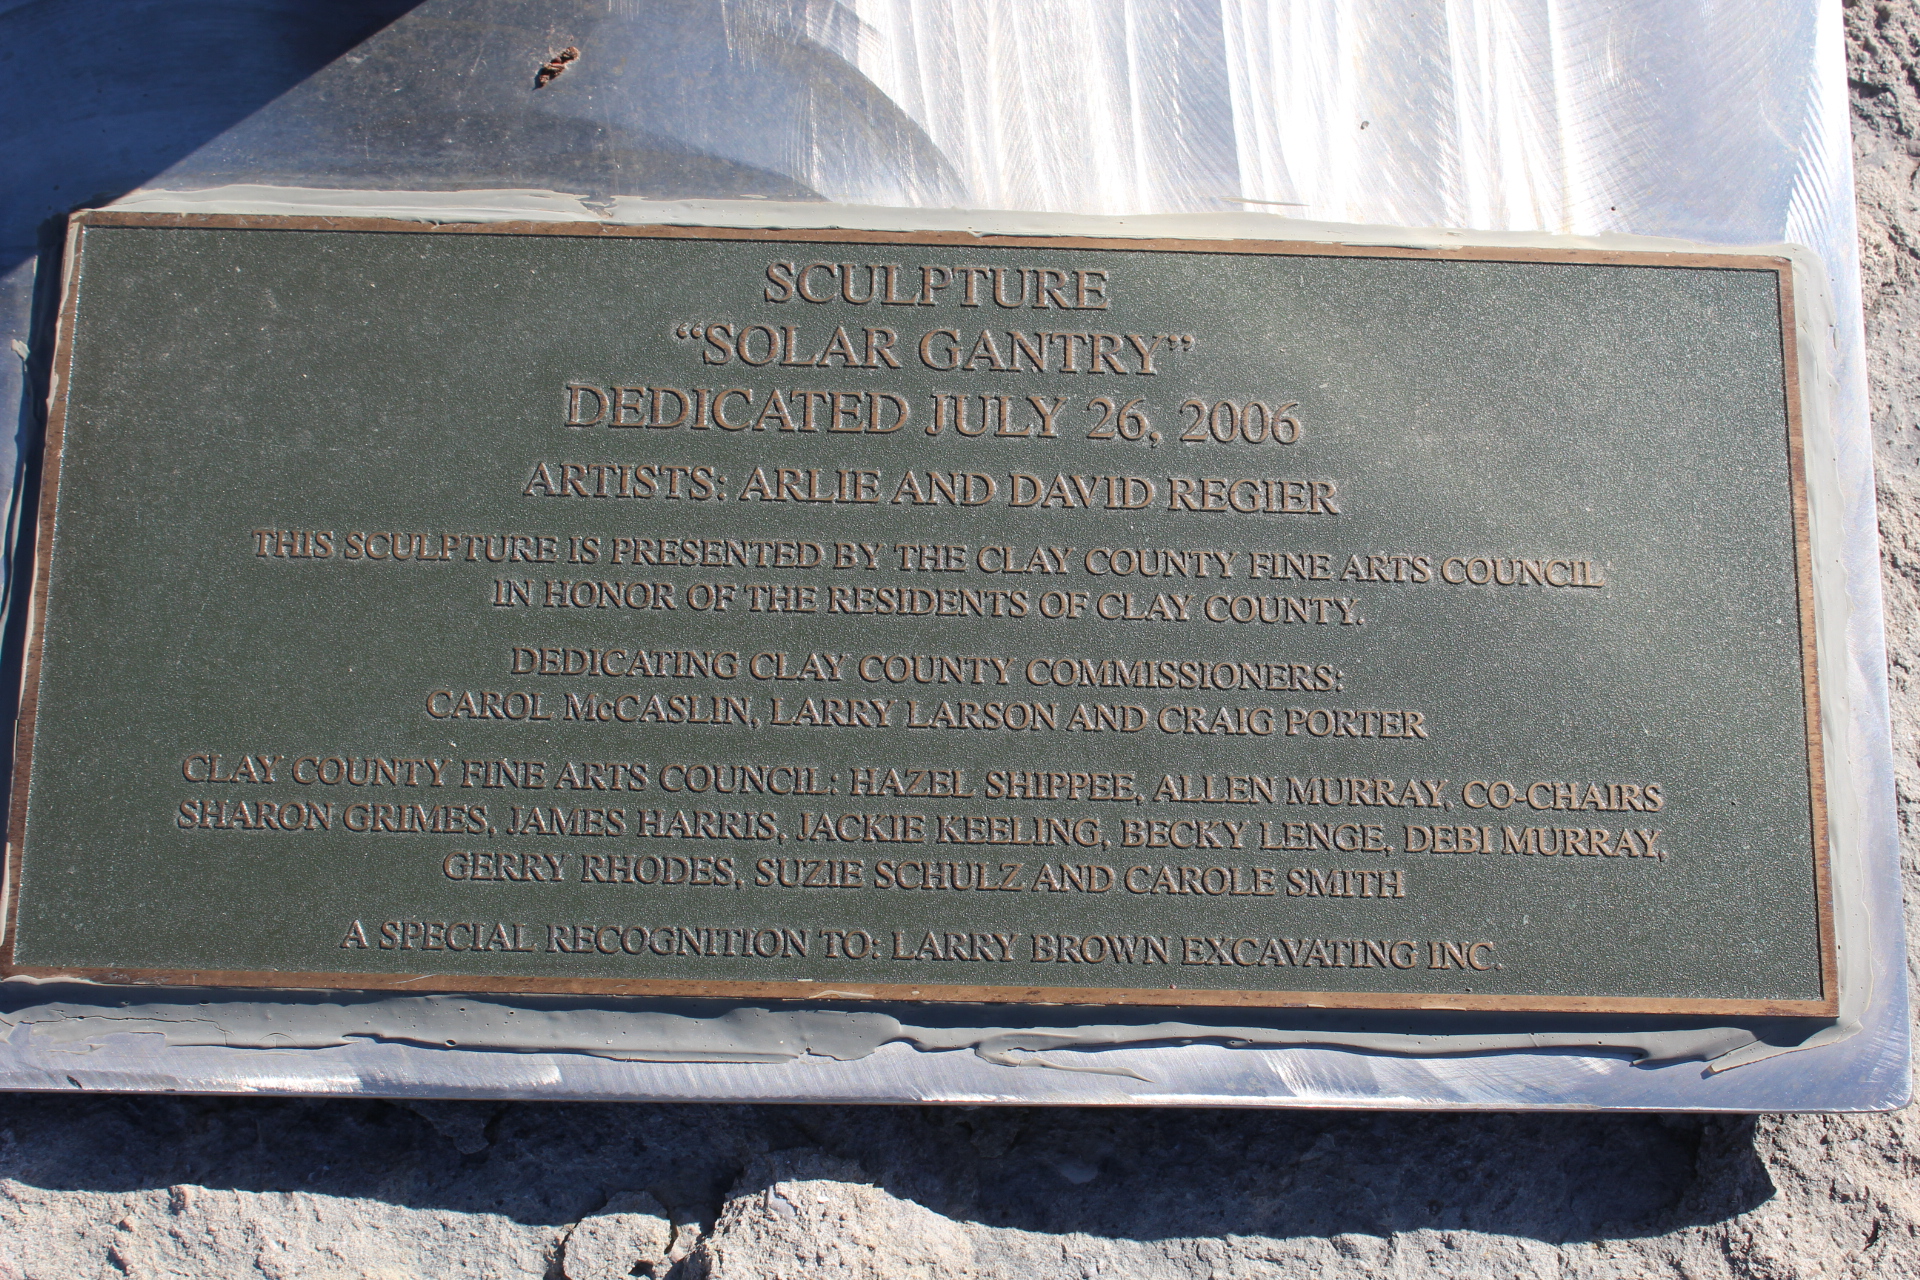 SCULPTURE
“SOLAR GANTRY”
DEDICATED JULY 26, 2006
ARTISTS: ARLIE AND DAVID REGIER
THIS SCULPTURE IS PRESENTED BY THE CLAY COUNTY FINE ARTS COUNCIL
IN HONOR OF THE RESIDENTS OF CLAY COUNTY.
DEDICATING CLAY COUNTY COMMISSIONERS:
CAROL McCASLIN, LARRY LARSON AND CRAIG PORTER
CLAY COUNTY FINE ARTS COUNCIL: HAZEL SHIPPEE, ALLEN MURRAY, CO-CHAIRS
SHARON GRIMES, JAMES HARRIS, JACKIE KEELING, BECKY LENGE, DEBI MURRAY,
GERRY RHODES, SUZIE SCHULZ AND CAROLE SMITH
A SPECIAL RECOGNITION TO: LARRY BROWN EXCAVATING INC.